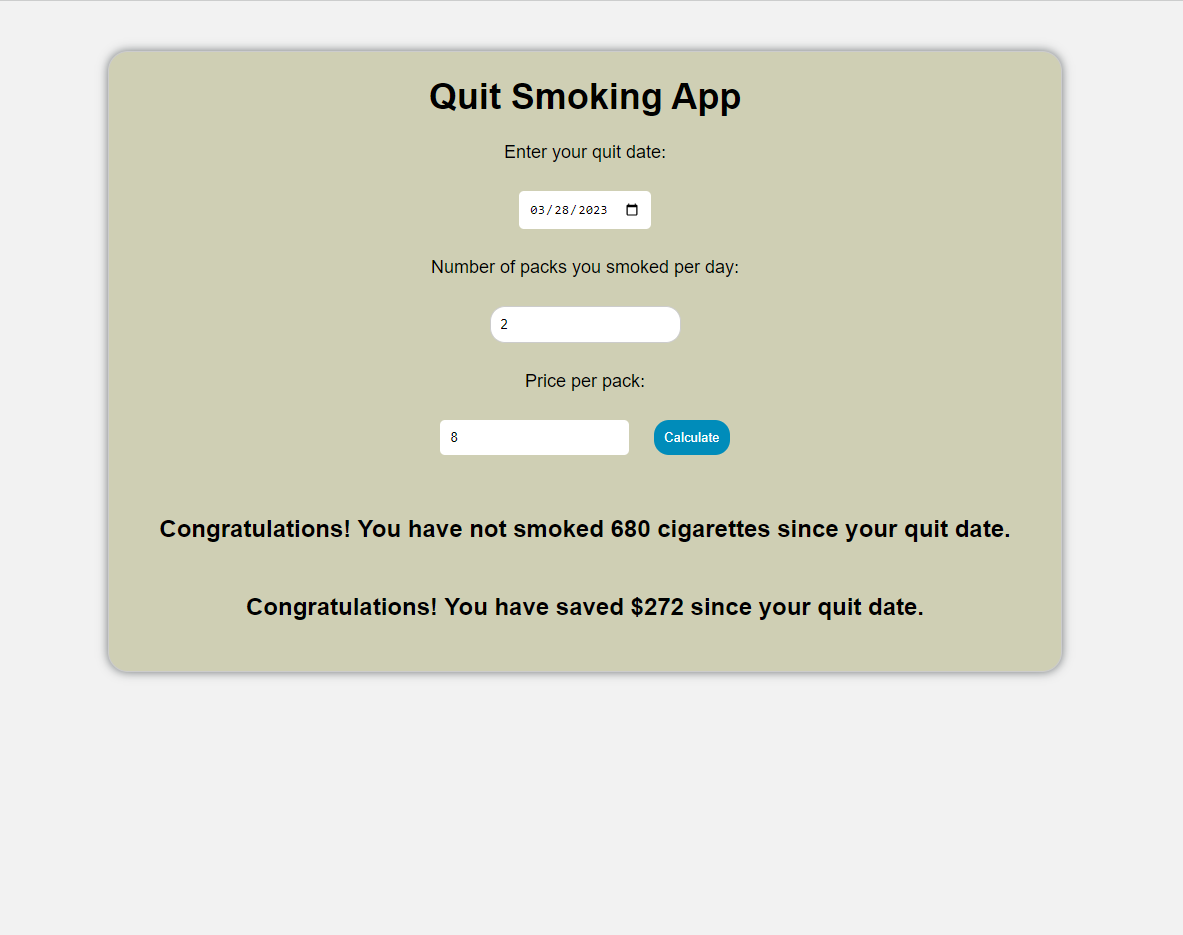 Quit Smoking App
Enter your quit date:
03/28/2023
Number of packs you smoked per day:
2
Price per pack:
8
Calculate
Congratulations! You have not smoked 680 cigarettes since your quit date.
Congratulations! You have saved $272 since your quit date.